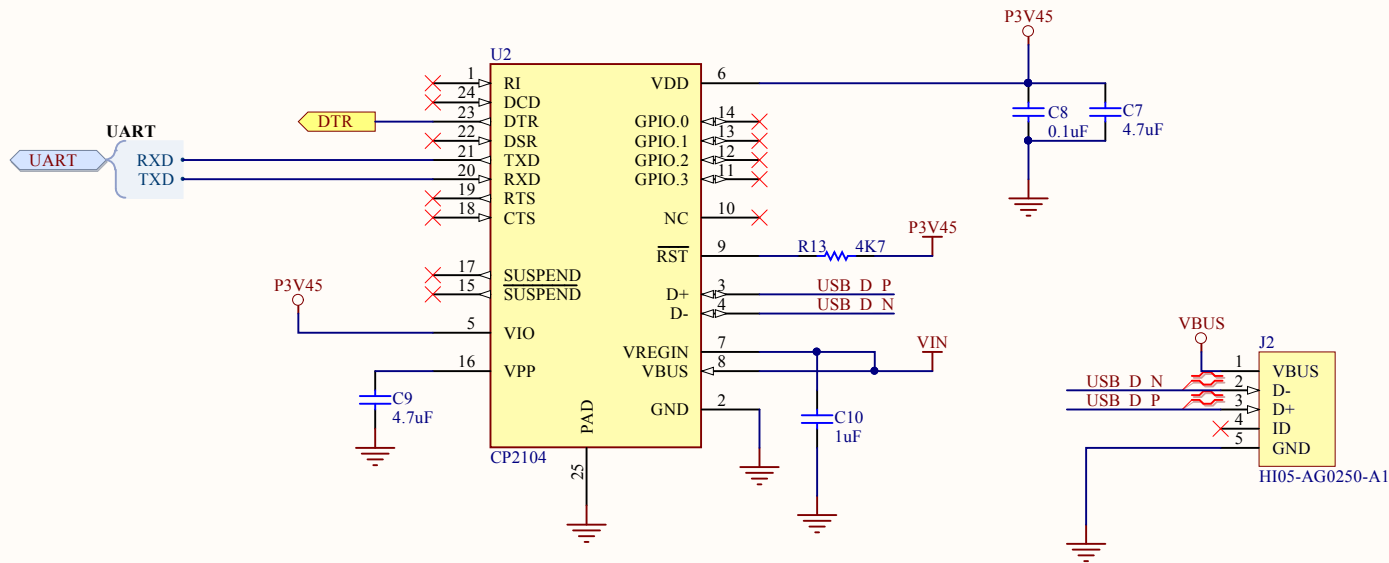 P3V45
U2
1 RI
24 DCD
23 DTR
22 DSR
21 TXD
20 RXD
19 RTS
18 CTS
17 SUSPEND
15 SUSPEND
5 VIO
16 VPP
PAD
25
CP2104
VDD 6
GPIO.0 14
GPIO.1 13
GPIO.2 12
GPIO.3 11
NC 10
RST 9
D+ 3
D- 4
VREGIN 7
VBUS 8
GND 2
DTR
UART
UART
RXD
TXD
P3V45
C9
4.7uF
C8
0.1uF
C7
4.7uF
R13 4K7
P3V45
USB_D_P
USB_D_N
VIN
C10
1uF
VBUS
J2
USB_D_N
USB_D_P
1 VBUS
2 D-
3 D+
4 ID
5 GND
HI05-AG0250-A1